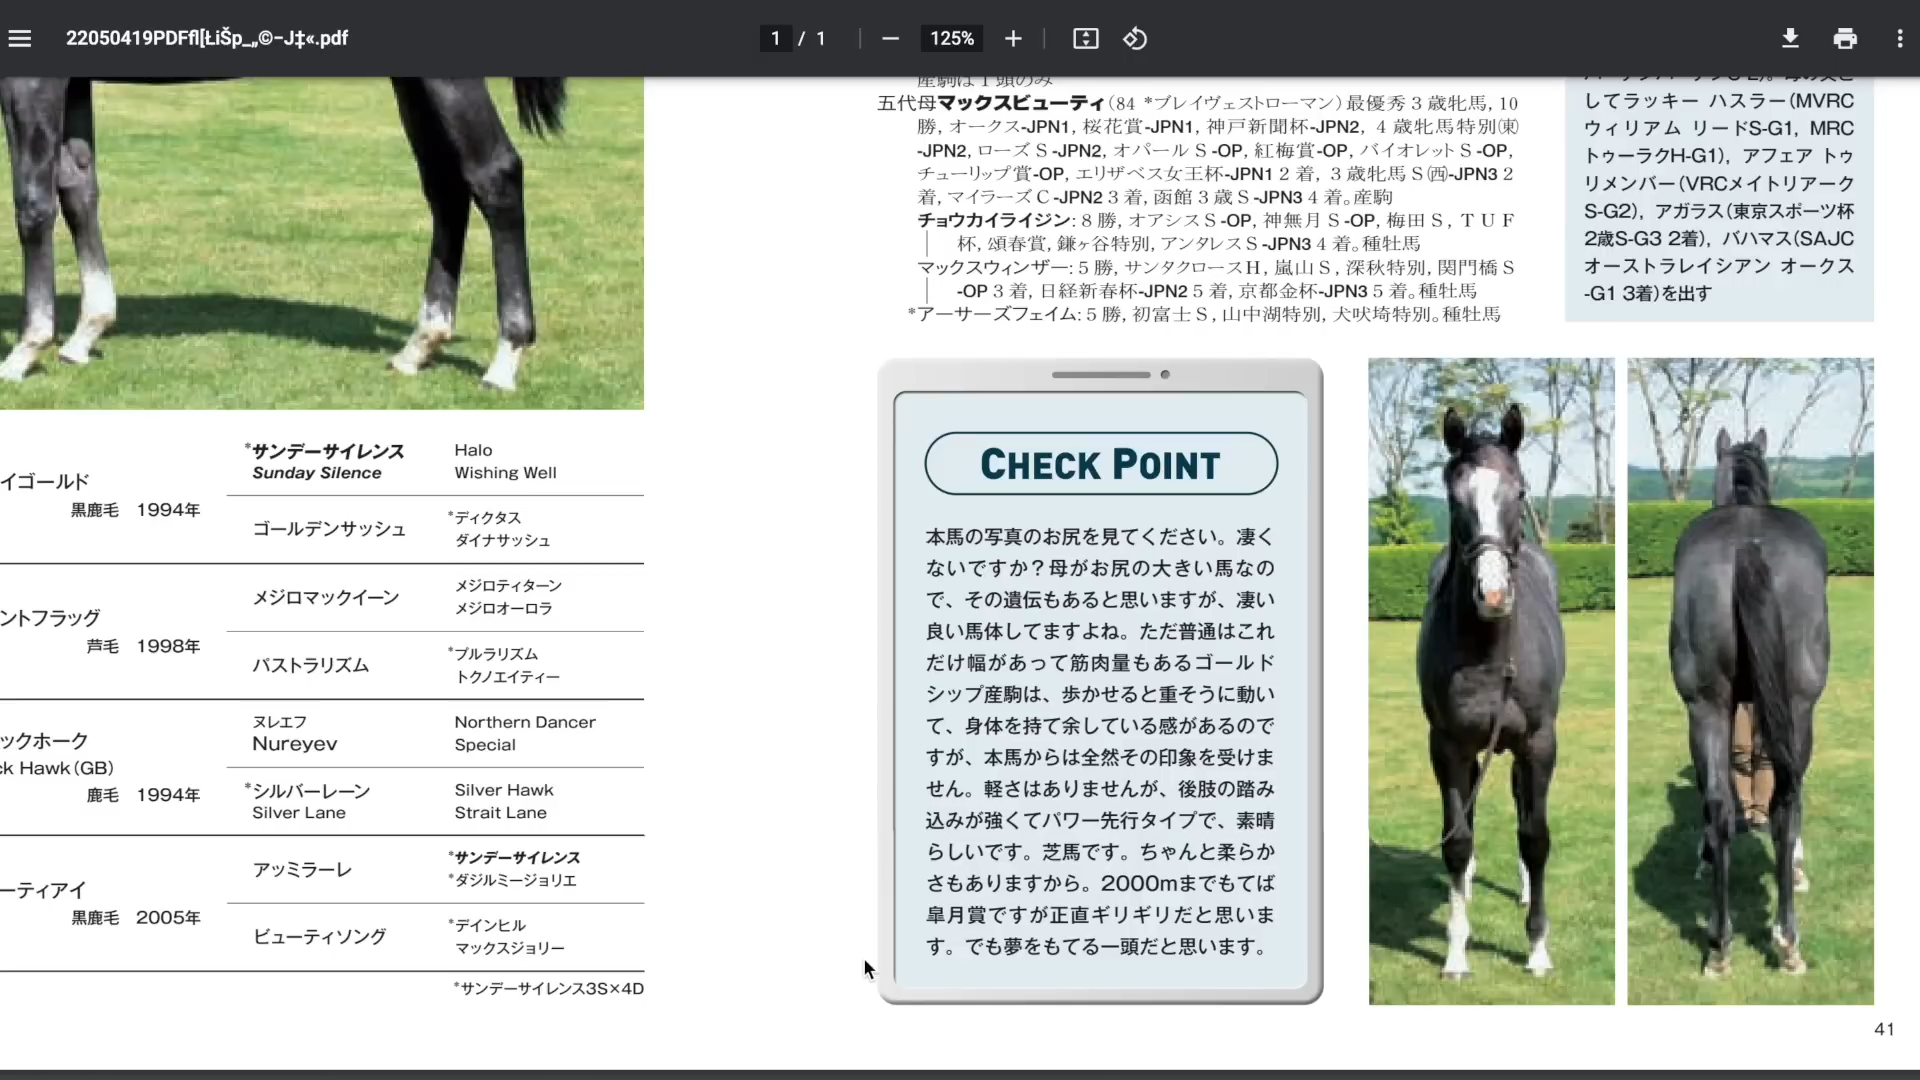 22050419PDFfl[ŁiŠp_„©−J‡«.pdf
1 / 1
125%
産駒は１頭のみ
五代母マックスビューティ（84 *ブレイヴェストローマン）最優秀３歳牝馬，10
勝，オークス-JPN1，桜花賞-JPN1，神戸新聞杯-JPN2，４歳牝馬特別(東)
-JPN2，ローズＳ-JPN2，オパールＳ-OP，紅梅賞-OP，バイオレットＳ-OP，
チューリップ賞-OP，エリザベス女王杯-JPN1２着，３歳牝馬Ｓ(西)-JPN3２
着，マイラーズＣ-JPN2３着，函館３歳Ｓ-JPN3４着。産駒
チョウカイライジン：８勝，オアシスＳ-OP，神無月Ｓ-OP，梅田Ｓ，ＴＵＦ
杯，頌春賞，鎌ヶ谷特別，アンタレスＳ-JPN3４着。種牡馬
マックスウィンザー：５勝，サンタクロースＨ，嵐山Ｓ，深秋特別，関門橋Ｓ
-OP３着，日経新春杯-JPN2５着，京都金杯-JPN3５着。種牡馬
*アーサーズフェイム：５勝，初富士Ｓ，山中湖特別，犬吠埼特別。種牡馬
してラッキー ハスラー（MVRC
ウィリアム リードS-G1，MRC
トゥーラクH-G1），アフェア トゥ
リメンバー（VRCメイトリアーク
S-G2），アガラス（東京スポーツ杯
2歳S-G3 2着），バハマス（SAJC
オーストラレイシアン オークス
-G1 3着）を出す
イゴールド
黒鹿毛 1994年
*サンデーサイレンス
Sunday Silence
Halo
Wishing Well
ゴールデンサッシュ
*ディクタス
ダイナサッシュ
ントフラッグ
芦毛 1998年
メジロマックイーン
メジロティターン
メジロオーロラ
パストラリズム
*プルラリズム
トクノエイティー
ックホーク
ck Hawk（GB）
鹿毛 1994年
ヌレエフ
Nureyev
Northern Dancer
Special
*シルバーレーン
Silver Lane
Silver Hawk
Strait Lane
ーティアイ
黒鹿毛 2005年
アッミラーレ
*サンデーサイレンス
*ダジルミージョリエ
ビューティソング
*デインヒル
マックスジョリー
*サンデーサイレンス3S×4D
CHECK POINT
本馬の写真のお尻を見てください。凄く
ないですか？母がお尻の大きい馬なの
で、その遺伝もあると思いますが、凄い
良い馬体してますよね。ただ普通はこれ
だけ幅があって筋肉量もあるゴールド
シップ産駒は、歩かせると重そうに動い
て、身体を持て余している感があるので
すが、本馬からは全然その印象を受けま
せん。軽さはありませんが、後肢の踏み
込みが強くてパワー先行タイプで、素晴
らしいです。芝馬です。ちゃんと柔らか
さもありますから。2000mまでもてば
皐月賞ですが正直ギリギリだと思いま
す。でも夢をもてる一頭だと思います。
41